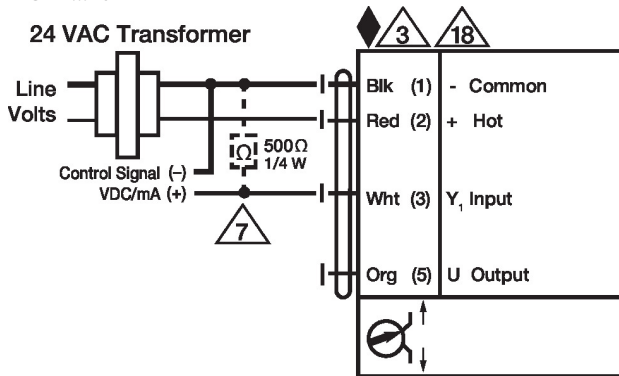 24 VAC Transformer
3
18
Line
Volts
Blk (1) - Common
Red (2) + Hot
Ω 500Ω
1/4 W
Control Signal (–)
VDC/mA (+)
Wht (3) Y₁ Input
7
Org (5) U Output